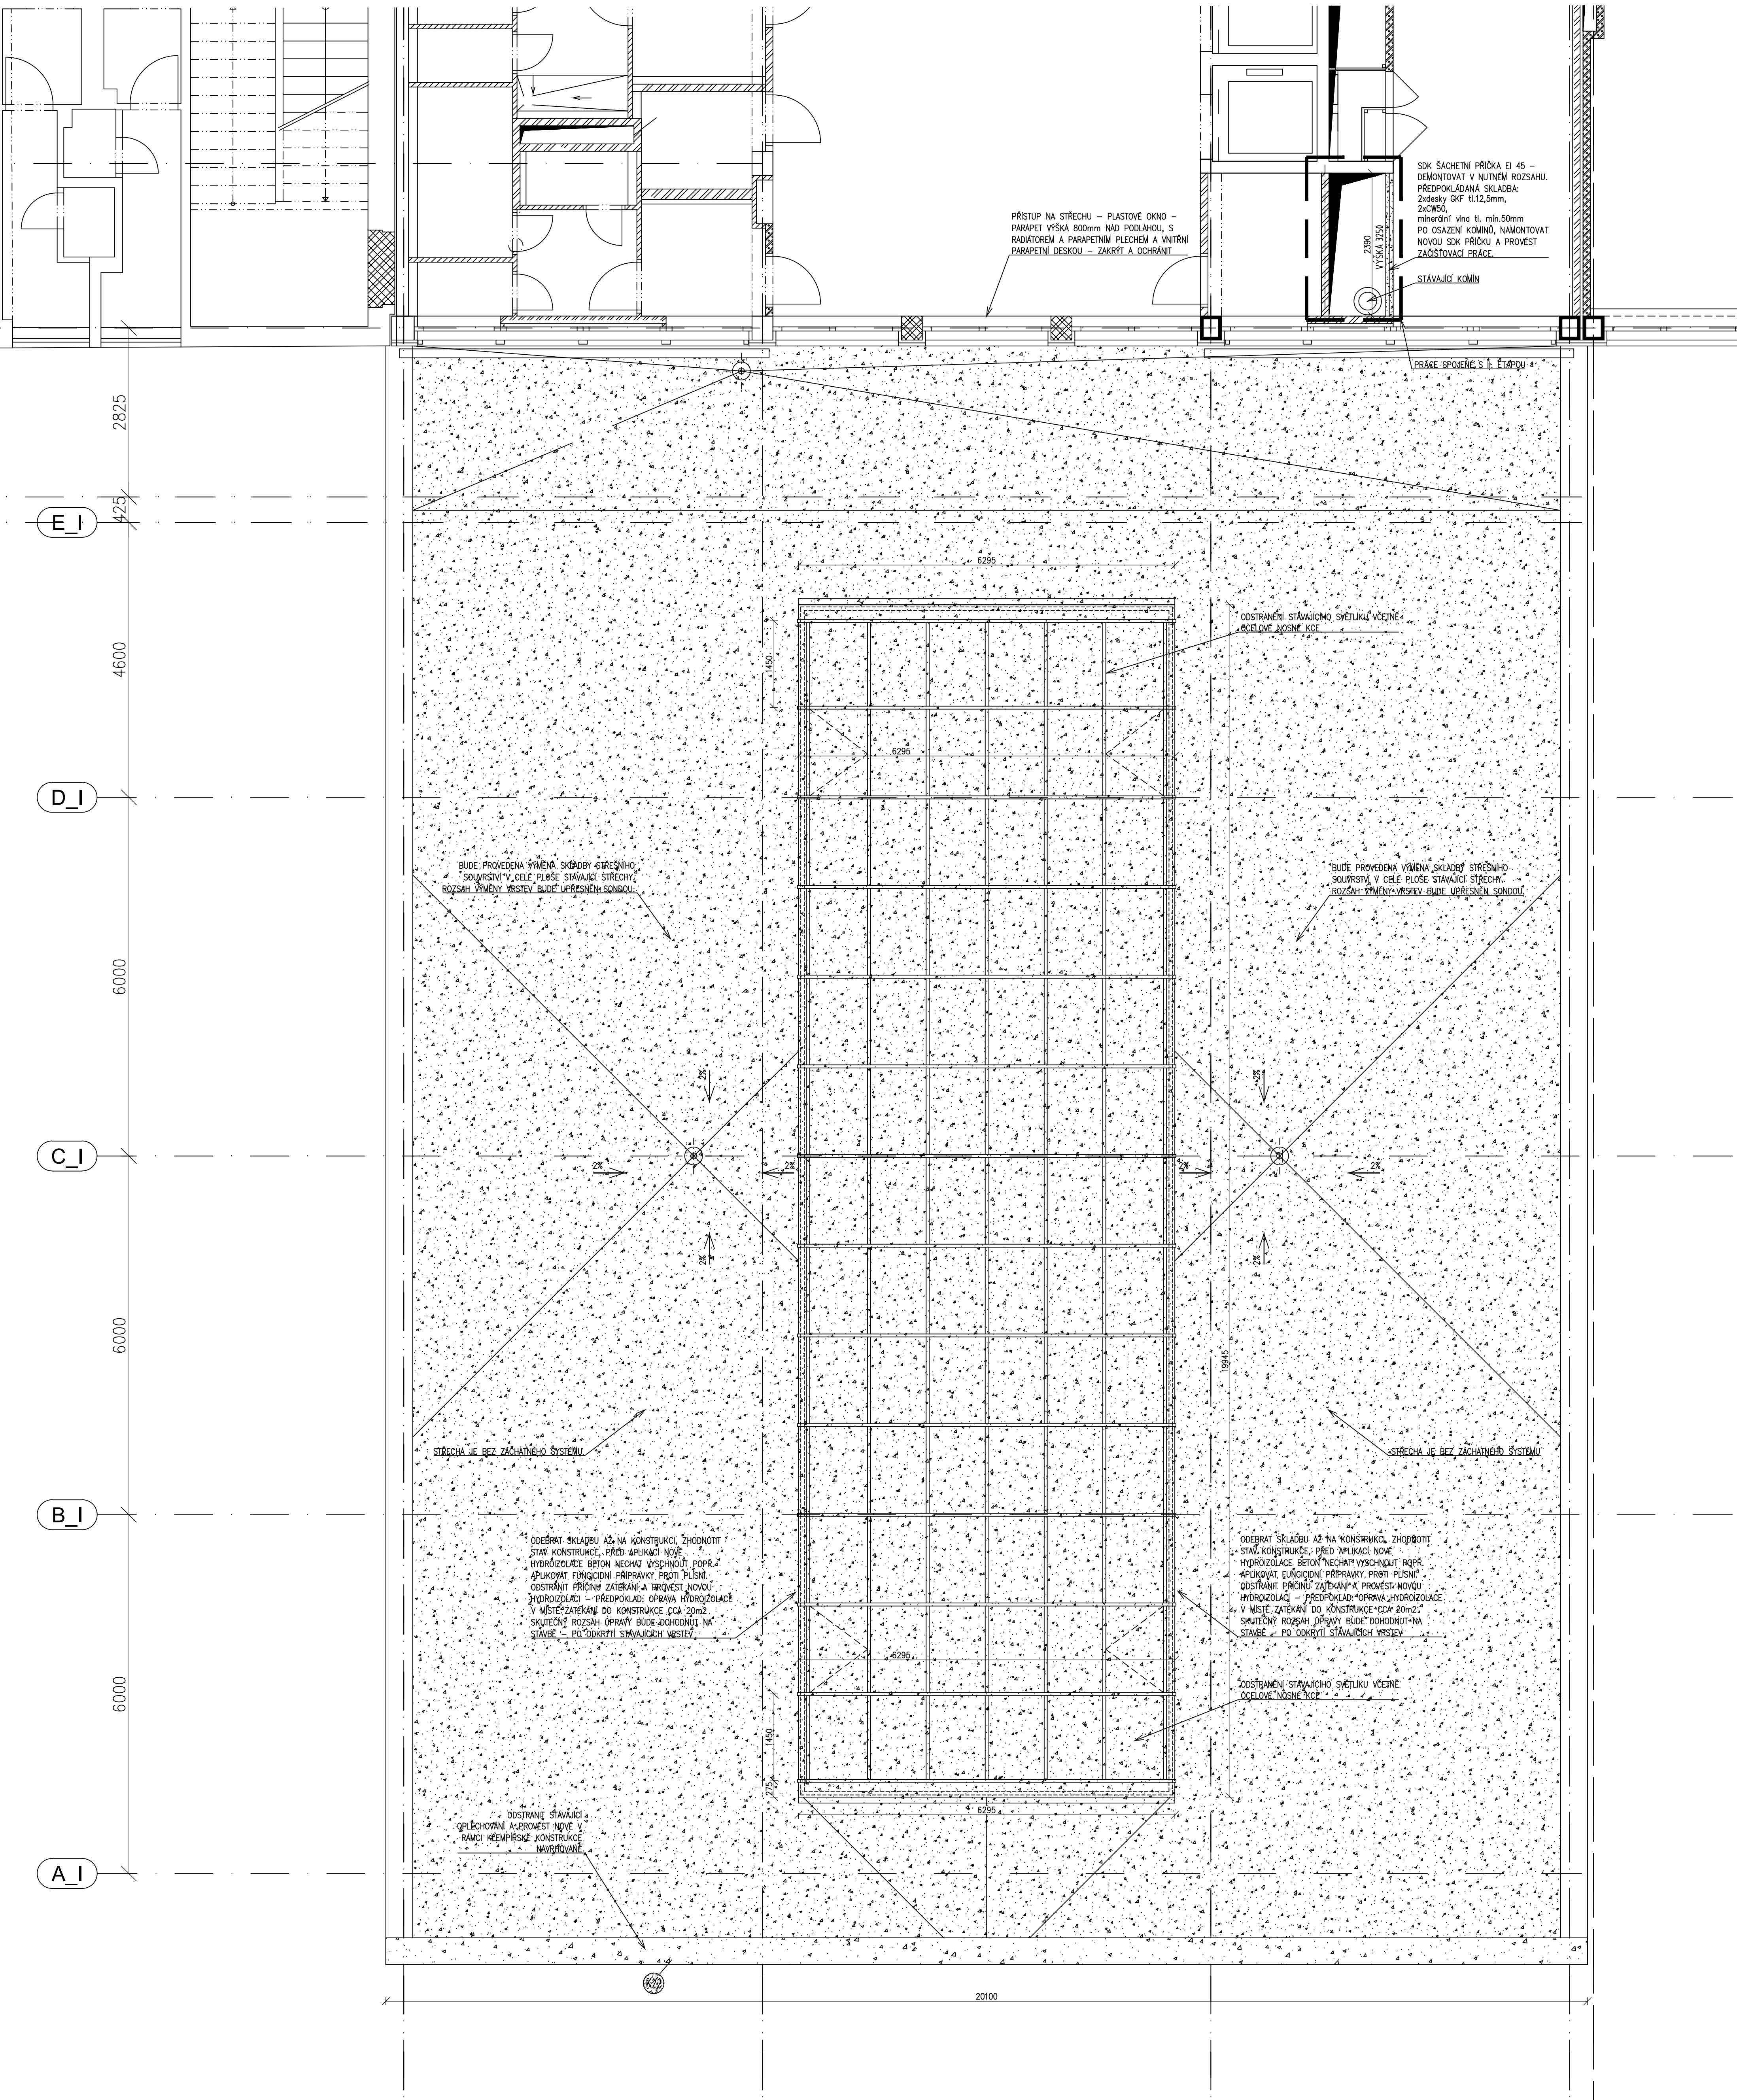 SDK ŠACHETNÍ PŘÍČKA EI 45 –
DEMONTOVAT V NUTNÉM ROZSAHU.
PŘEDPOKLÁDANÁ SKLADBA:
2xdesky GKF tl.12,5mm,
2xCW50,
minerální vlna tl. min.50mm
PO OSAZENÍ KOMÍNŮ, NAMONTOVAT
NOVOU SDK PŘÍČKU A PROVÉST
ZAČIŠŤOVACÍ PRÁCE.
STÁVAJÍCÍ KOMÍN
2390
VÝŠKA 3250
PŘÍSTUP NA STŘECHU – PLASTOVÉ OKNO –
PARAPET VÝŠKA 800mm NAD PODLAHOU, S
RADIÁTOREM A PARAPETNÍM PLECHEM A VNITŘNÍ
PARAPETNÍ DESKOU – ZAKRÝT A OCHRÁNIT
PRÁCE SPOJENÉ S II. ETAPOU
2825
425
E_I
6295
ODSTRANĚNÍ STÁVAJÍCÍHO SVĚTLÍKU VČETNĚ
OCELOVÉ NOSNÉ KCE
4600
1450
6295
D_I
BUDE PROVEDENA VÝMĚNA SKLADBY STŘEŠNÍHO
SOUVRSTVÍ V CELÉ PLOŠE STÁVAJÍCÍ STŘECHY.
ROZSAH VÝMĚNY VRSTEV BUDE UPŘESNĚN SONDOU.
BUDE PROVEDENA VÝMĚNA SKLADBY STŘEŠNÍHO
SOUVRSTVÍ V CELÉ PLOŠE STÁVAJÍCÍ STŘECHY.
ROZSAH VÝMĚNY VRSTEV BUDE UPŘESNĚN SONDOU.
6000
2%
2%
C_I
2%
2%
2%
2%
2%
2%
6000
19945
STŘECHA JE BEZ ZÁCHATNÉHO SYSTÉMU
STŘECHA JE BEZ ZÁCHATNÉHO SYSTÉMU
B_I
ODEBRAT SKLADBU AŽ NA KONSTRUKCI, ZHODNOTIT
STAV KONSTRUKCE, PŘED APLIKACÍ NOVÉ
HYDROIZOLACE BETON NECHAT VYSCHNOUT POPŘ.
APLIKOVAT FUNGICIDNÍ PŘÍPRAVKY PROTI PLÍSNI.
ODSTRANIT PŘÍČINU ZATÉKÁNÍ A PROVÉST NOVOU
HYDROIZOLACI – PŘEDPOKLAD: OPRAVA HYDROIZOLACE
V MÍSTĚ ZATÉKÁNÍ DO KONSTRUKCE CCA 20m2
SKUTEČNÝ ROZSAH ÚPRAVY BUDE DOHODNUT NA
STAVBĚ – PO ODKRYTÍ STÁVAJÍCÍCH VRSTEV
ODEBRAT SKLADBU AŽ NA KONSTRUKCI, ZHODNOTIT
STAV KONSTRUKCE, PŘED APLIKACÍ NOVÉ
HYDROIZOLACE BETON NECHAT VYSCHNOUT POPŘ.
APLIKOVAT FUNGICIDNÍ PŘÍPRAVKY PROTI PLÍSNI.
ODSTRANIT PŘÍČINU ZATÉKÁNÍ A PROVÉST NOVOU
HYDROIZOLACI – PŘEDPOKLAD: OPRAVA HYDROIZOLACE
V MÍSTĚ ZATÉKÁNÍ DO KONSTRUKCE CCA 20m2
SKUTEČNÝ ROZSAH ÚPRAVY BUDE DOHODNUT NA
STAVBĚ – PO ODKRYTÍ STÁVAJÍCÍCH VRSTEV
6295
ODSTRANĚNÍ STÁVAJÍCÍHO SVĚTLÍKU VČETNĚ
OCELOVÉ NOSNÉ KCE
6000
1450
275
6295
ODSTRANIT STÁVAJÍCÍ
OPLECHOVÁNÍ A PROVÉST NOVÉ V
RÁMCI KLEMPÍŘSKÉ KONSTRUKCE
NAVRHOVANÉ
A_I
K22
20100